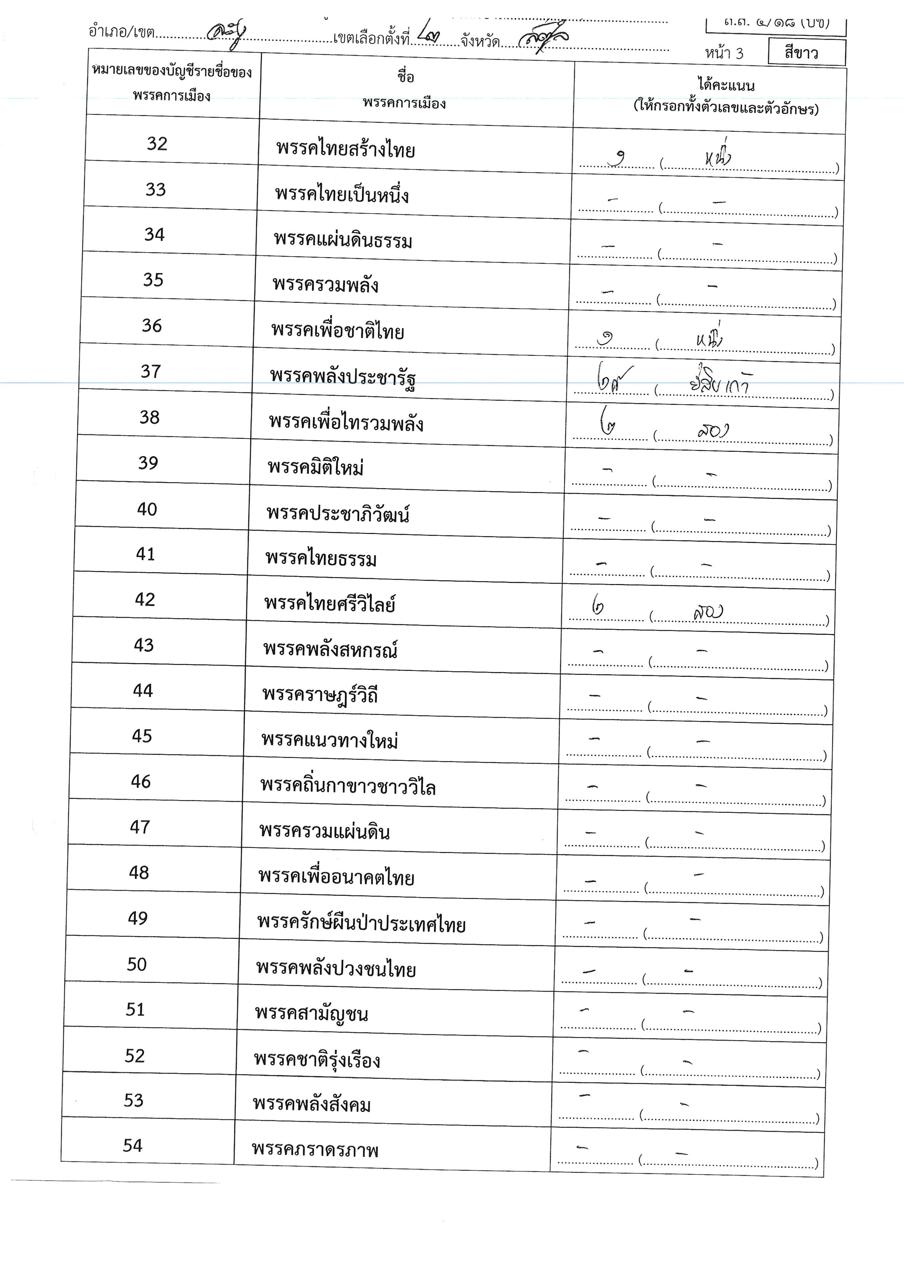 อำเภอ/เขต ละงู เขตเลือกตั้งที่ ๒ จังหวัด สตูล
ต.ต. ๕/๑๘ (บช)
หน้า 3 สีขาว
หมายเลขของบัญชีรายชื่อของพรรคการเมือง ชื่อพรรคการเมือง ได้คะแนน (ให้กรอกทั้งตัวเลขและตัวอักษร)
32 พรรคไทยสร้างไทย ๑ (หนึ่ง)
33 พรรคไทยเป็นหนึ่ง - (-)
34 พรรคแผ่นดินธรรม - (-)
35 พรรครวมพลัง - (-)
36 พรรคเพื่อชาติไทย ๑ (หนึ่ง)
37 พรรคพลังประชารัฐ ๒๙ (ยี่สิบเก้า)
38 พรรคเพื่อไทรวมพลัง ๒ (สอง)
39 พรรคมิติใหม่ - (-)
40 พรรคประชาภิวัฒน์ - (-)
41 พรรคไทยธรรม - (-)
42 พรรคไทยศรีวิไลย์ ๒ (สอง)
43 พรรคพลังสหกรณ์ - (-)
44 พรรคราษฎร์วิถี - (-)
45 พรรคแนวทางใหม่ - (-)
46 พรรคถิ่นกาขาวชาววิไล - (-)
47 พรรครวมแผ่นดิน - (-)
48 พรรคเพื่ออนาคตไทย - (-)
49 พรรครักษ์ผืนป่าประเทศไทย - (-)
50 พรรคพลังปวงชนไทย - (-)
51 พรรคสามัญชน - (-)
52 พรรคชาติรุ่งเรือง - (-)
53 พรรคพลังสังคม - (-)
54 พรรคภราดรภาพ - (-)